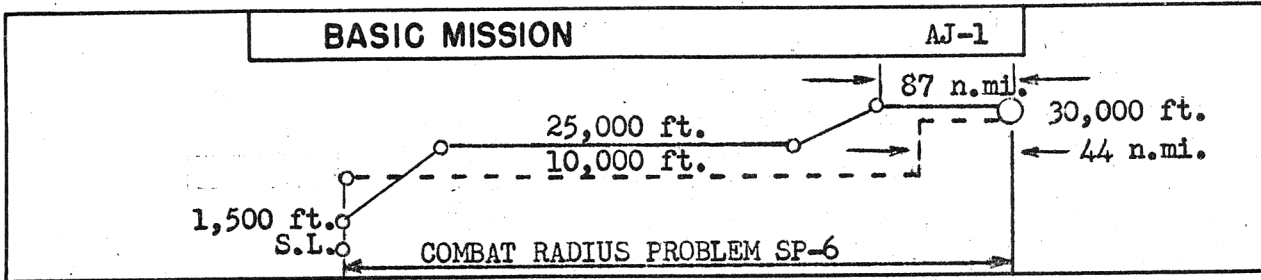 BASIC MISSION AJ-1
87 n.mi.
25,000 ft. 30,000 ft.
10,000 ft. 44 n.mi.
1,500 ft.
S.L.
COMBAT RADIUS PROBLEM SP-6